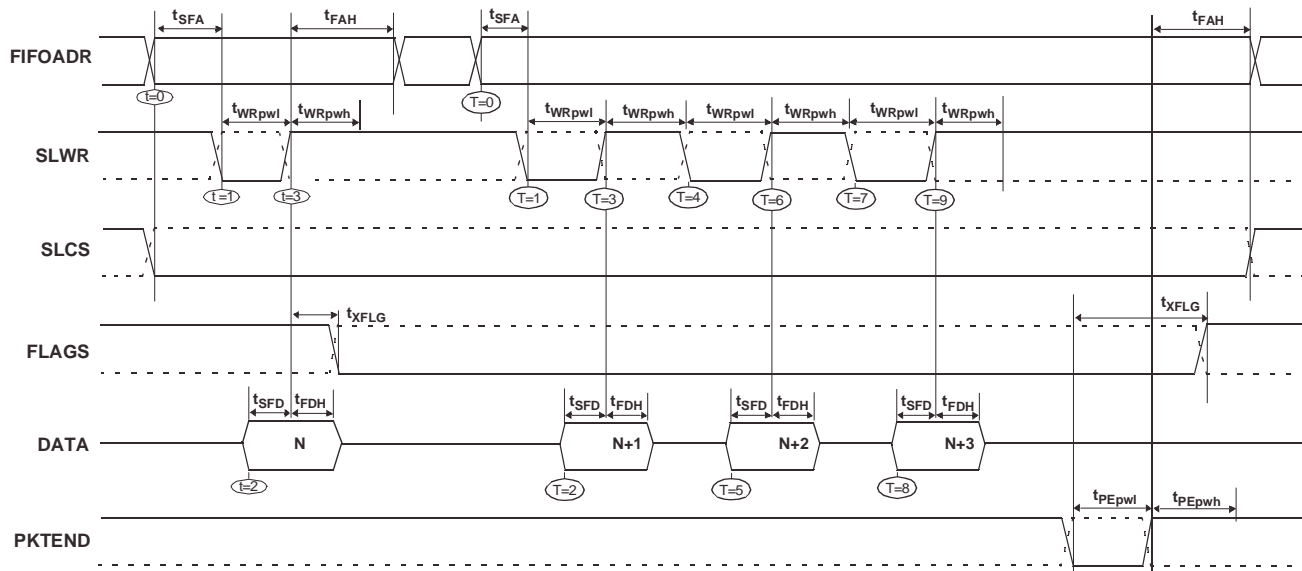 tSFA tFAH tSFA tFAH
FIFOADR
t=0 T=0
tWRpwl tWRpwh tWRpwl tWRpwh tWRpwl tWRpwh tWRpwl tWRpwh
SLWR
t =1 t=3 T=1 T=3 T=4 T=6 T=7 T=9
SLCS
tXFLG tXFLG
FLAGS
tSFD tFDH tSFD tFDH tSFD tFDH tSFD tFDH
DATA N N+1 N+2 N+3
t=2 T=2 T=5 T=8
tPEpwl tPEpwh
PKTEND